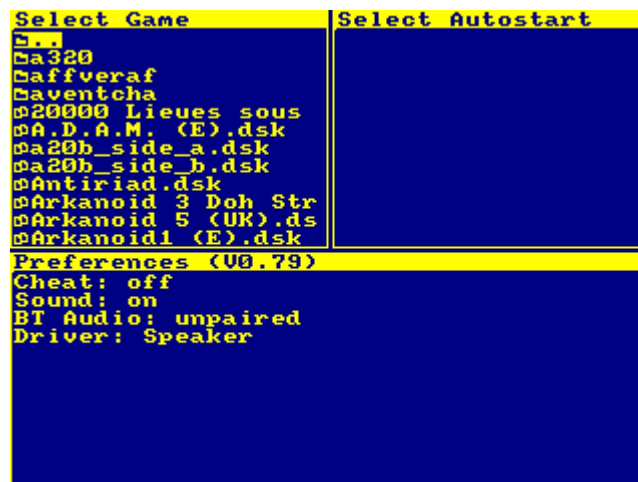 Select Game
..
a320
affveraf
aventcha
20000 Lieues sous
A.D.A.M. (E).dsk
a20b_side_a.dsk
a20b_side_b.dsk
Antiriad.dsk
Arkanoid 3 Doh Str
Arkanoid 5 (UK).ds
Arkanoid1 (E).dsk
Select Autostart
Preferences (V0.79)
Cheat: off
Sound: on
BT Audio: unpaired
Driver: Speaker